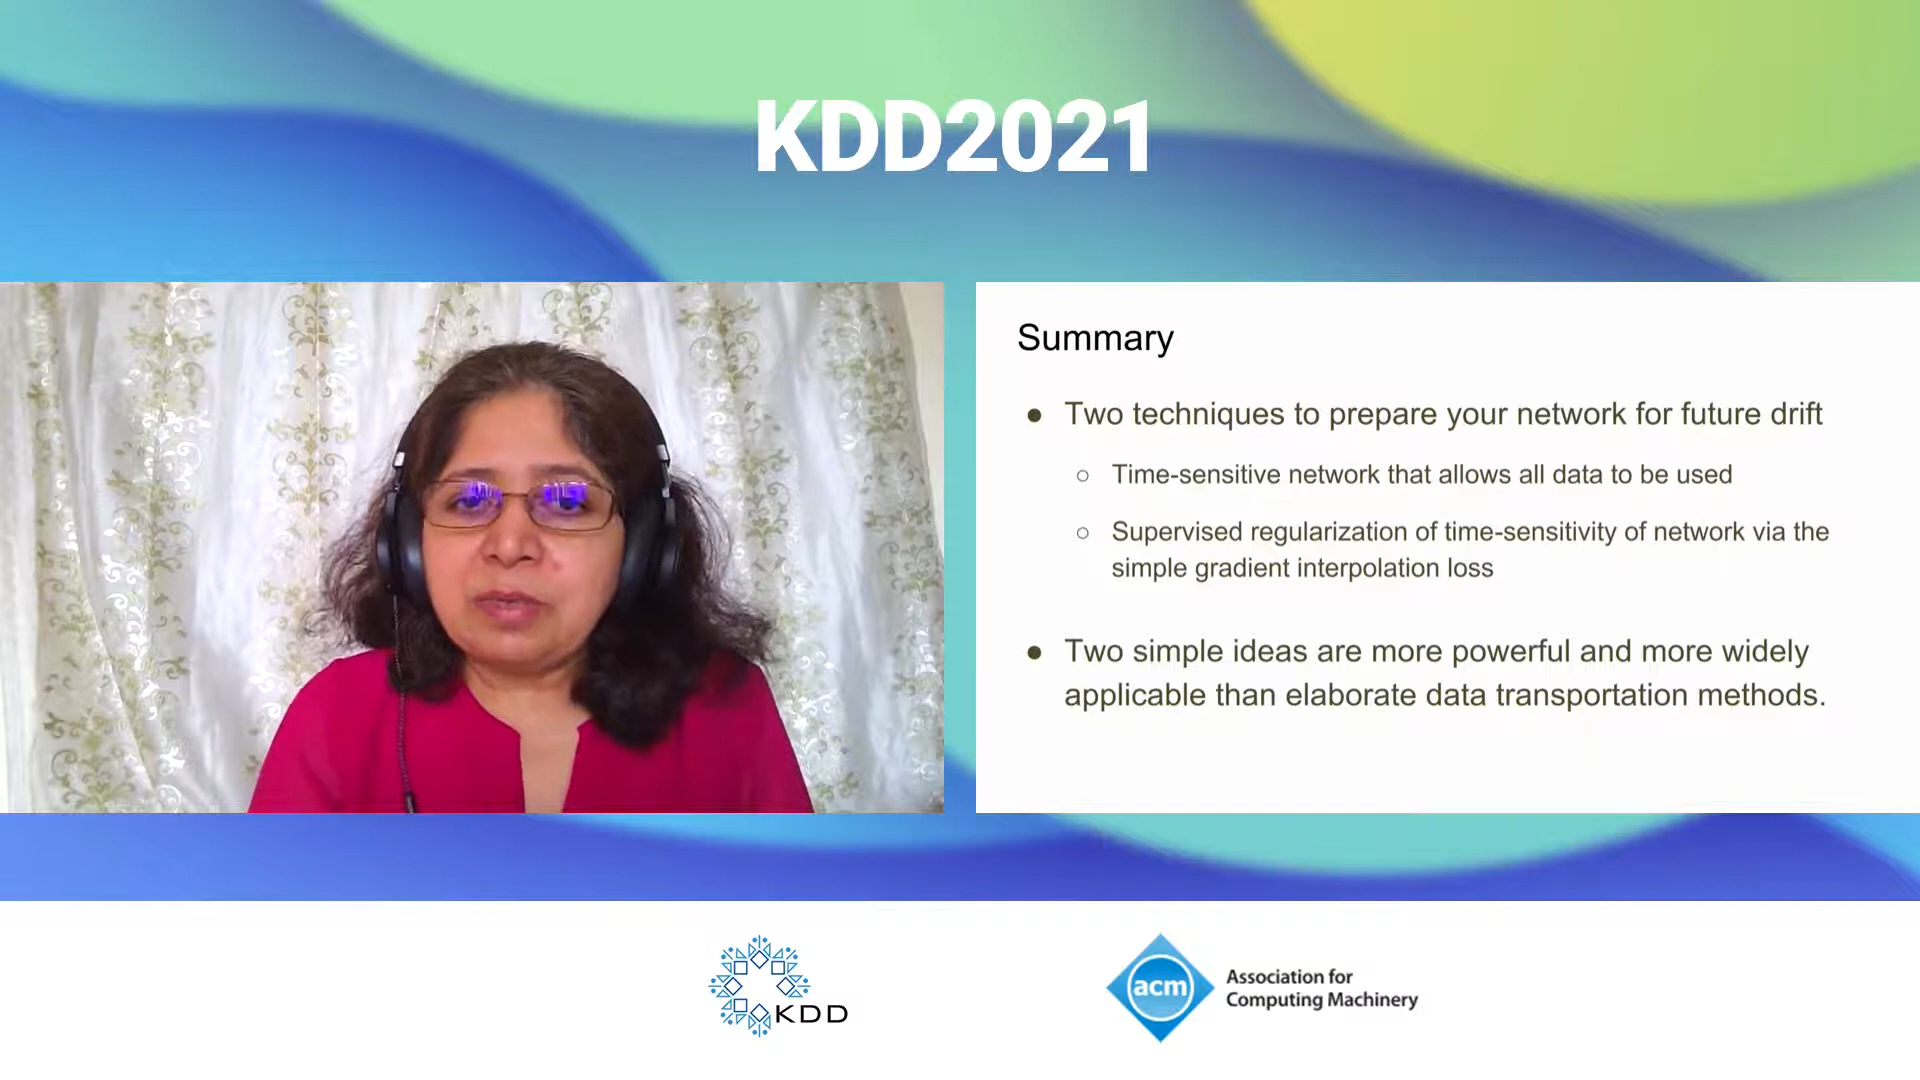 KDD2021
Summary
● Two techniques to prepare your network for future drift
○ Time-sensitive network that allows all data to be used
○ Supervised regularization of time-sensitivity of network via the
simple gradient interpolation loss
● Two simple ideas are more powerful and more widely
applicable than elaborate data transportation methods.
KDD
acm
Association for
Computing Machinery